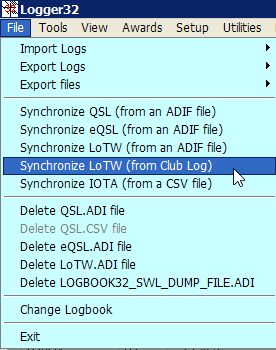 Logger32
File Tools View Awards Setup Utilities
Import Logs
Export Logs
Export files
Synchronize QSL (from an ADIF file)
Synchronize eQSL (from an ADIF file)
Synchronize LoTW (from an ADIF file)
Synchronize LoTW (from Club Log)
Synchronize IOTA (from a CSV file)
Delete QSL.ADI file
Delete QSL.CSV file
Delete eQSL.ADI file
Delete LoTW.ADI file
Delete LOGBOOK32_SWL_DUMP_FILE.ADI
Change Logbook
Exit